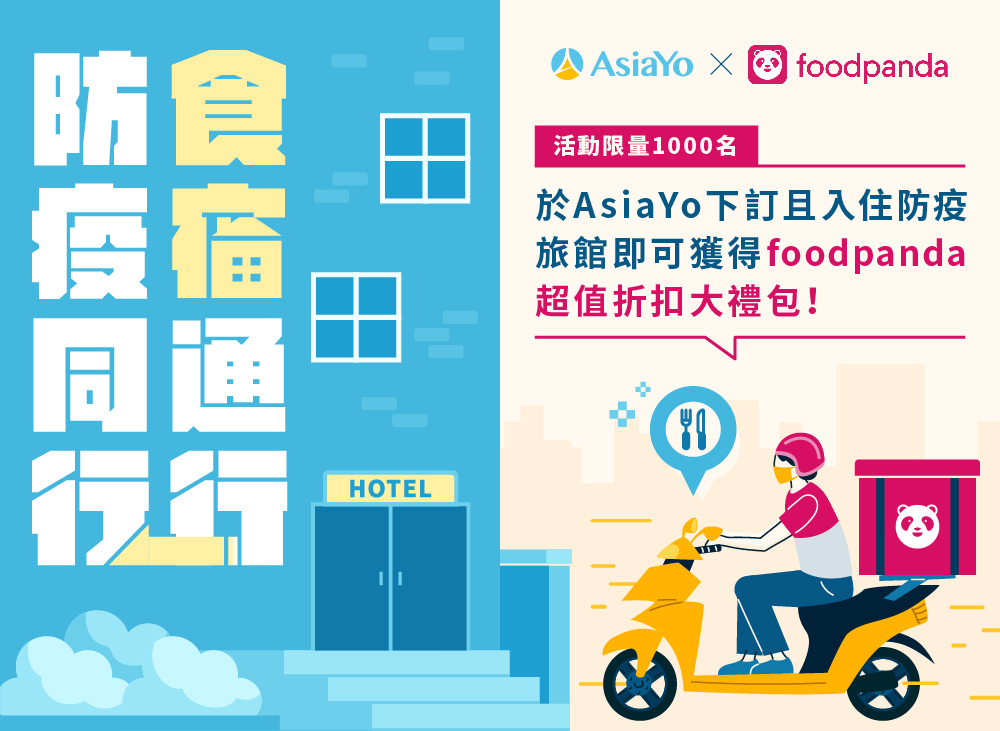 食宿通行
防疫同行
HOTEL
AsiaYo × foodpanda
活動限量1000名
於AsiaYo下訂且入住防疫
旅館即可獲得foodpanda
超值折扣大禮包!